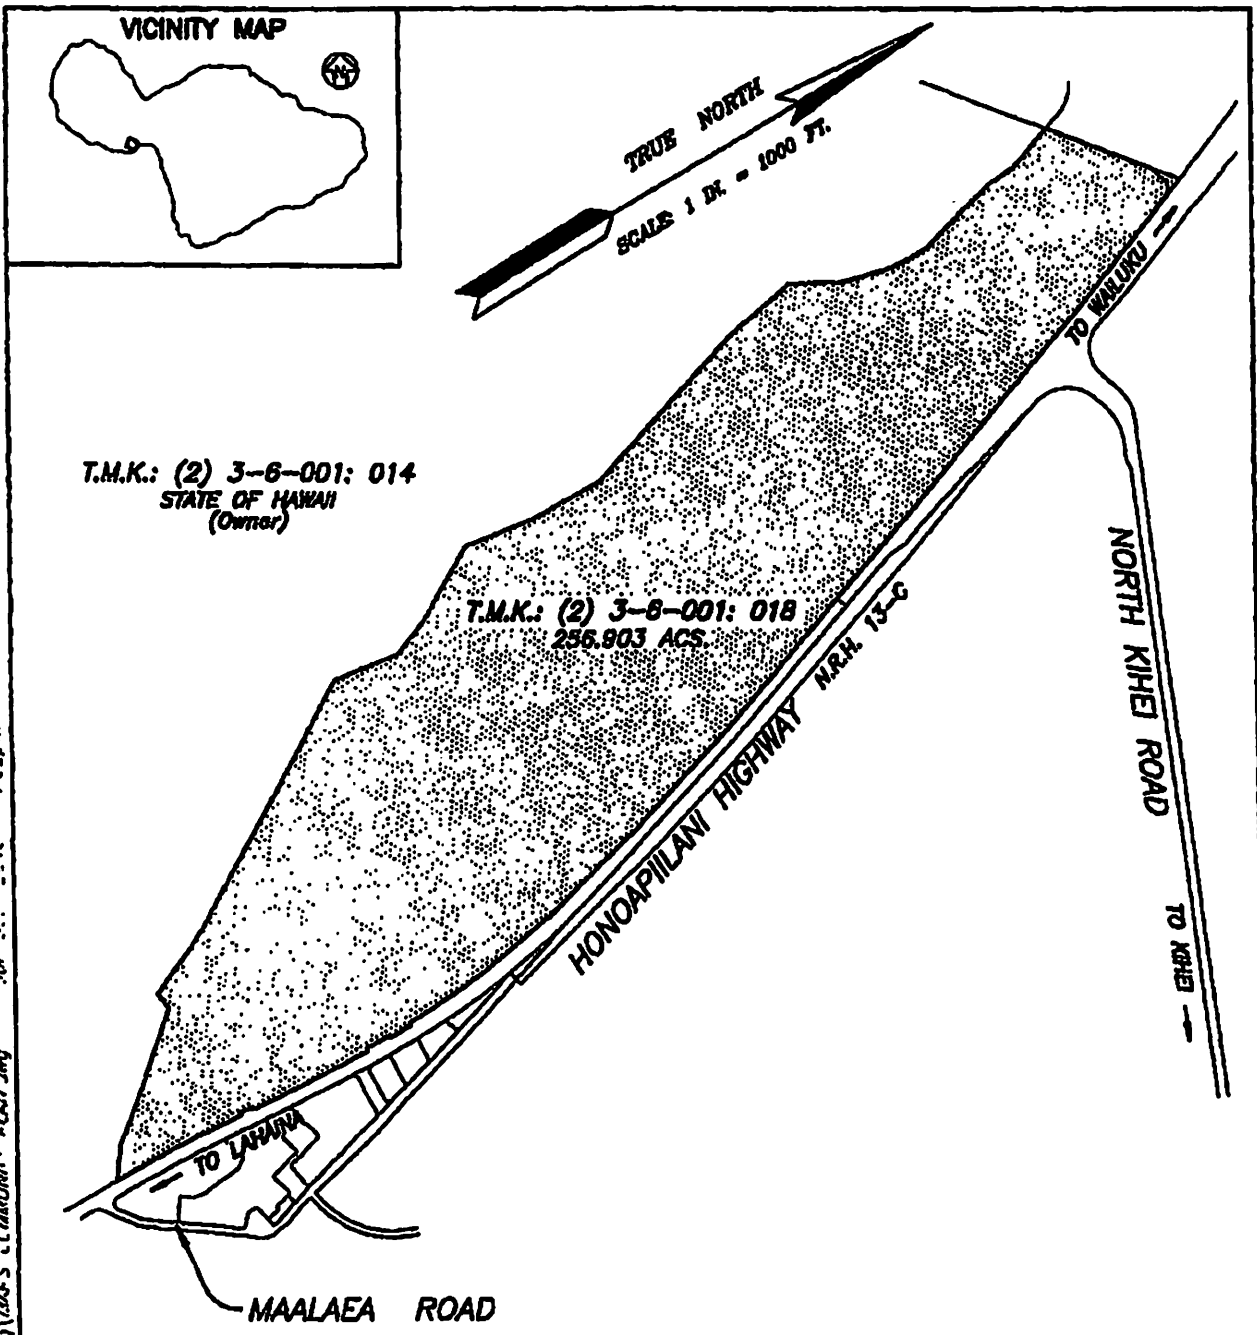 VICINITY MAP
TRUE NORTH
SCALE: 1 IN. = 1000 FT.
TO WAILUKU
T.M.K.: (2) 3-6-001: 014
STATE OF HAWAII
(Owner)
T.M.K.: (2) 3-6-001: 018
256.903 ACS.
N.R.H. 13-C
HONOAPIILANI HIGHWAY
NORTH KIHEI ROAD
TO KIHEI
TO LAHAINA
MAALAEA ROAD